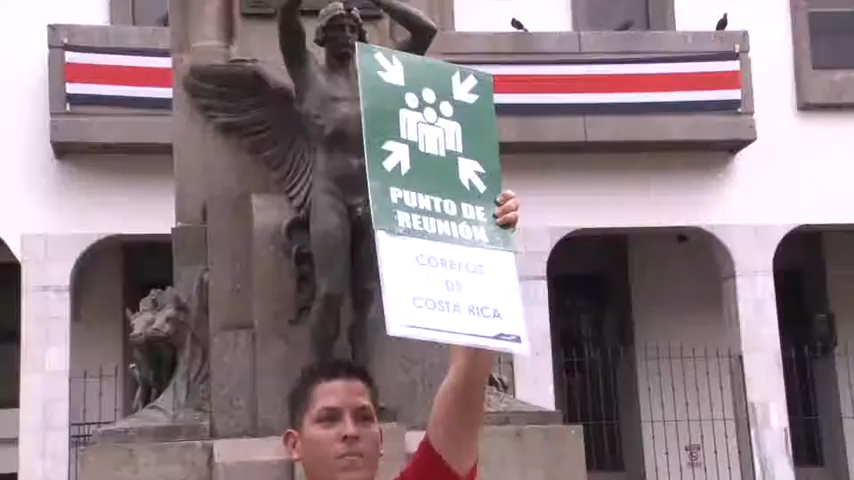 PUNTO DE
REUNIÓN
CORREOS
DE
COSTA RICA